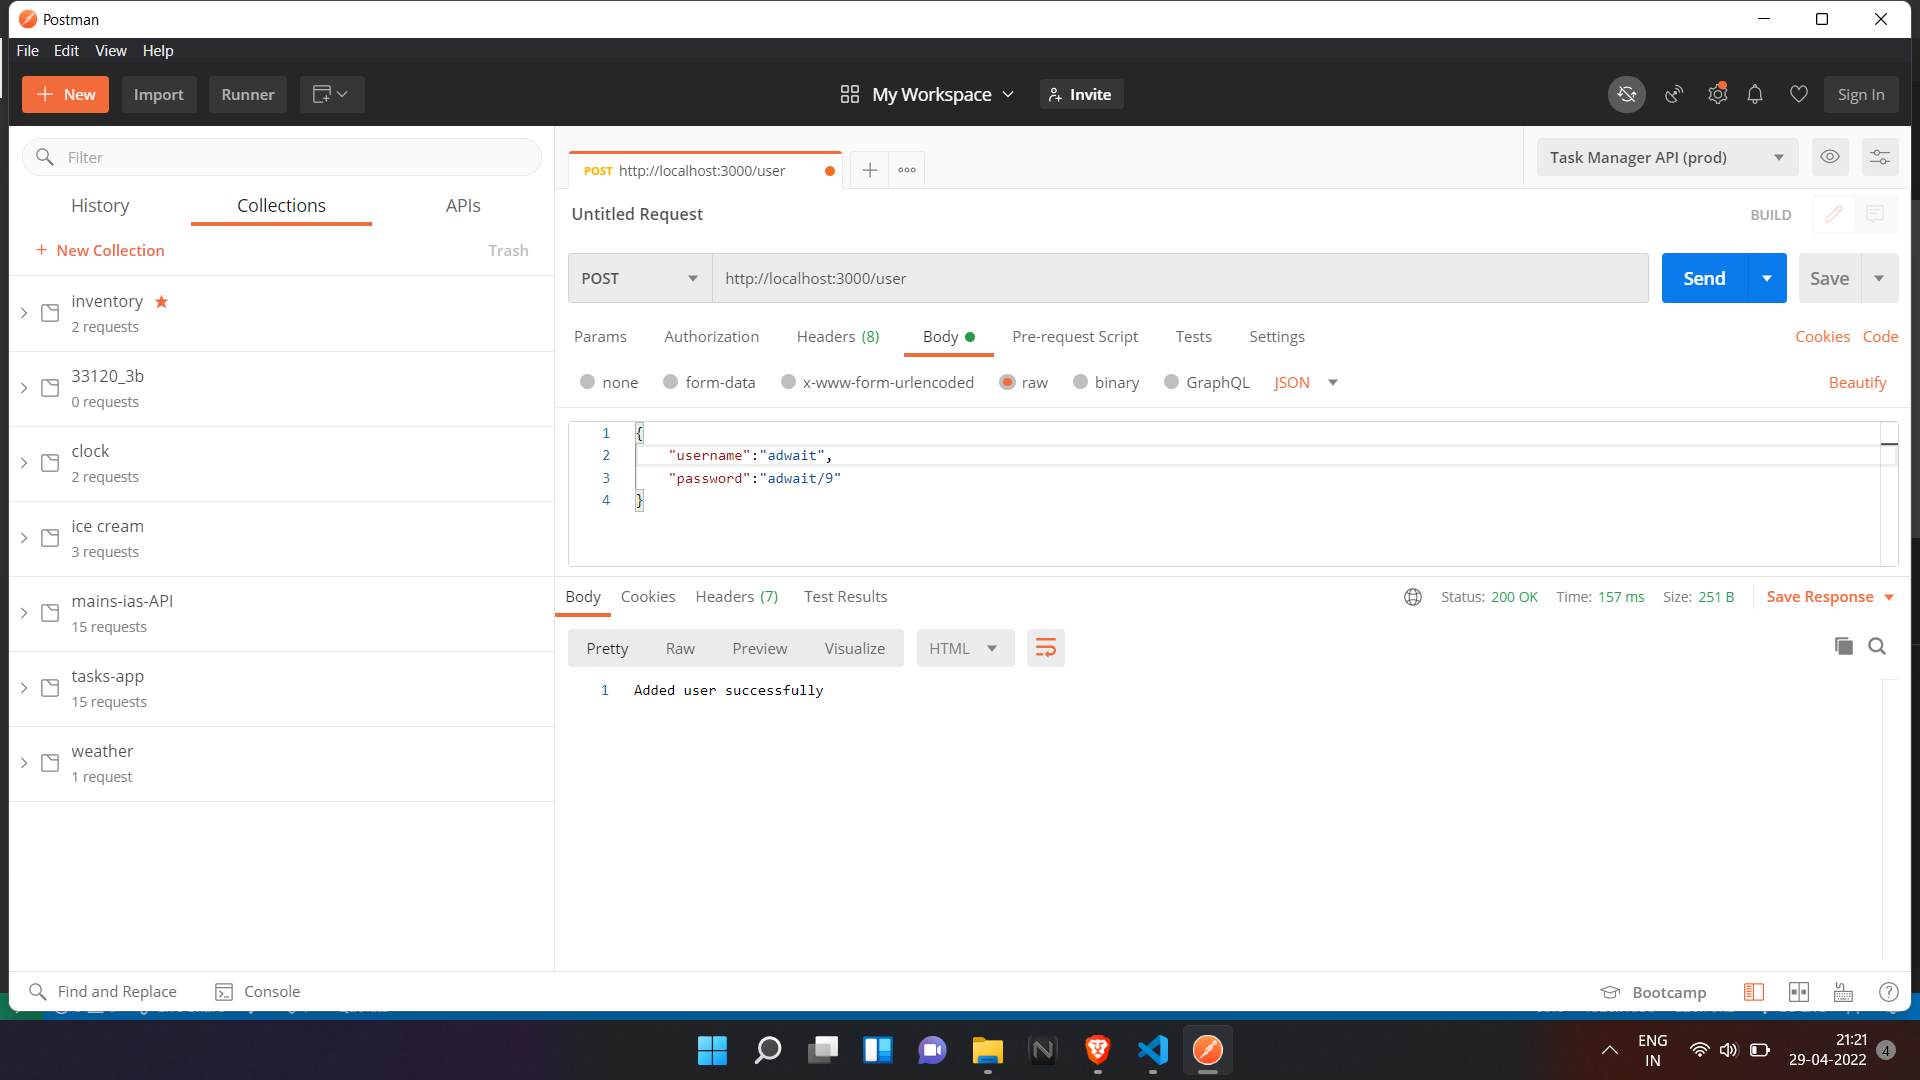 Postman
File Edit View Help
New Import Runner My Workspace Invite Sign In
Filter
History Collections APIs
New Collection Trash
inventory
2 requests
33120_3b
0 requests
clock
2 requests
ice cream
3 requests
mains-ias-API
15 requests
tasks-app
15 requests
weather
1 request
POST http://localhost:3000/user
Task Manager API (prod)
Untitled Request BUILD
POST http://localhost:3000/user Send Save
Params Authorization Headers (8) Body Pre-request Script Tests Settings Cookies Code
none form-data x-www-form-urlencoded raw binary GraphQL JSON Beautify
1 {
2 "username":"adwait",
3 "password":"adwait/9"
4 }
Body Cookies Headers (7) Test Results Status: 200 OK Time: 157 ms Size: 251 B Save Response
Pretty Raw Preview Visualize HTML
1 Added user successfully
Find and Replace Console Bootcamp
ENG
IN
21:21
29-04-2022
4